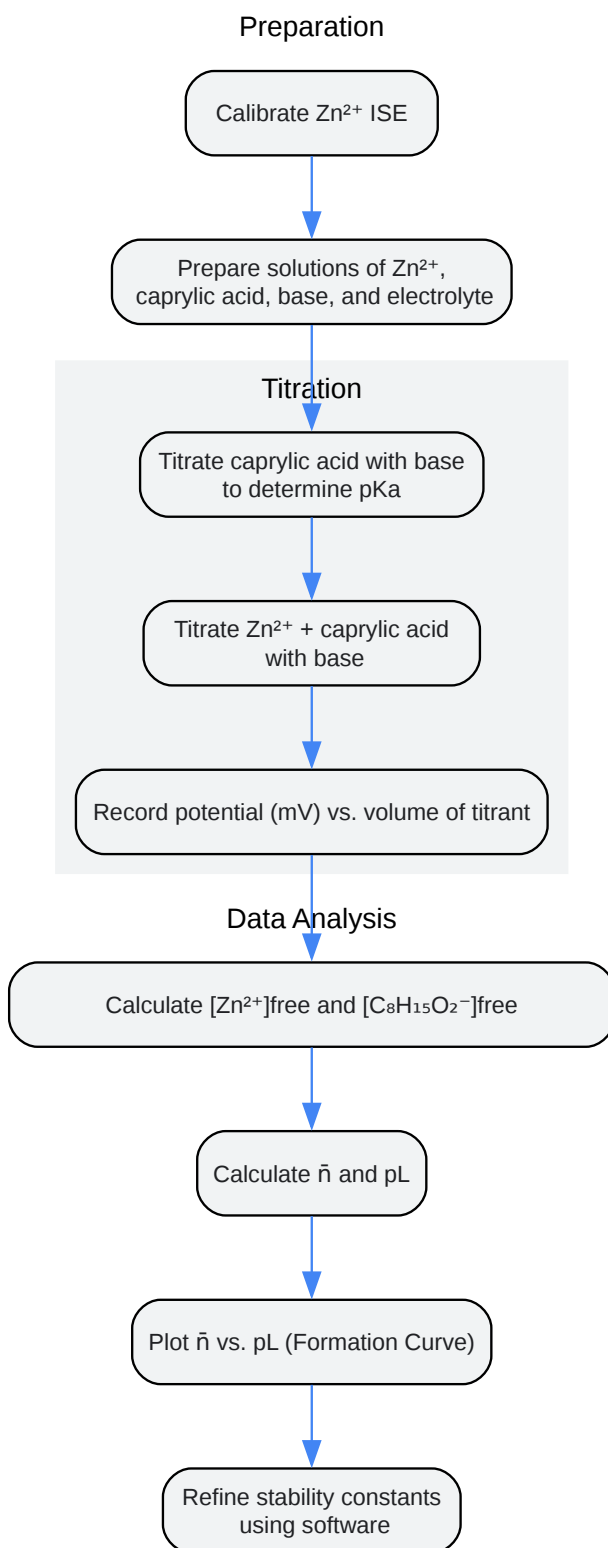 Preparation
Calibrate Zn²⁺ ISE
Prepare solutions of Zn²⁺,
caprylic acid, base, and electrolyte
Titration
Titrate caprylic acid with base
to determine pKa
Titrate Zn²⁺ + caprylic acid
with base
Record potential (mV) vs. volume of titrant
Data Analysis
Calculate [Zn²⁺]free and [C₈H₁₅O₂⁻]free
Calculate n̄ and pL
Plot n̄ vs. pL (Formation Curve)
Refine stability constants
using software